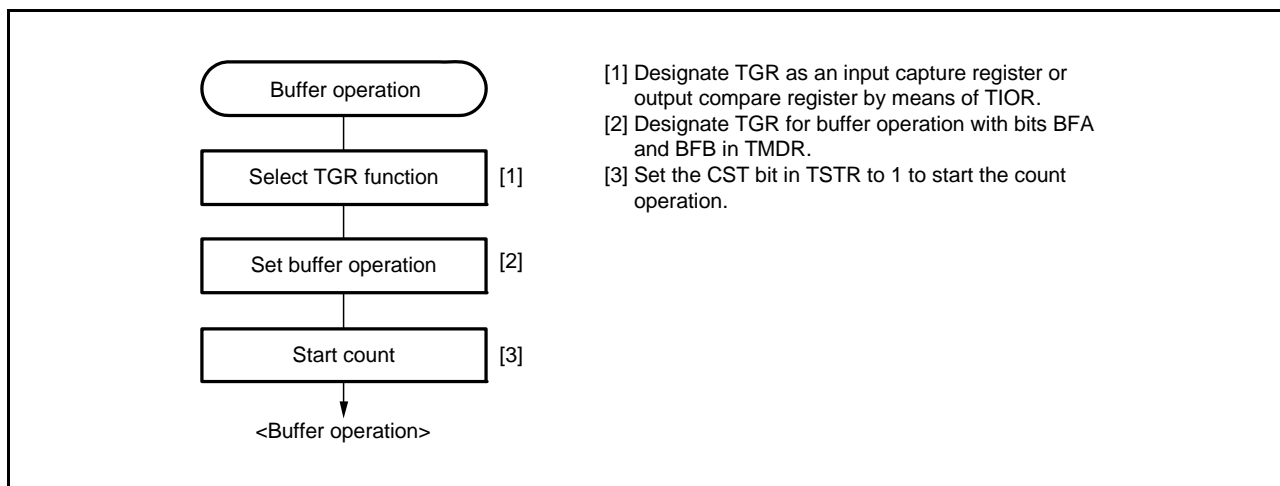 Buffer operation
Select TGR function
[1]
Set buffer operation
[2]
Start count
[3]
<Buffer operation>
[1] Designate TGR as an input capture register or
output compare register by means of TIOR.
[2] Designate TGR for buffer operation with bits BFA
and BFB in TMDR.
[3] Set the CST bit in TSTR to 1 to start the count
operation.